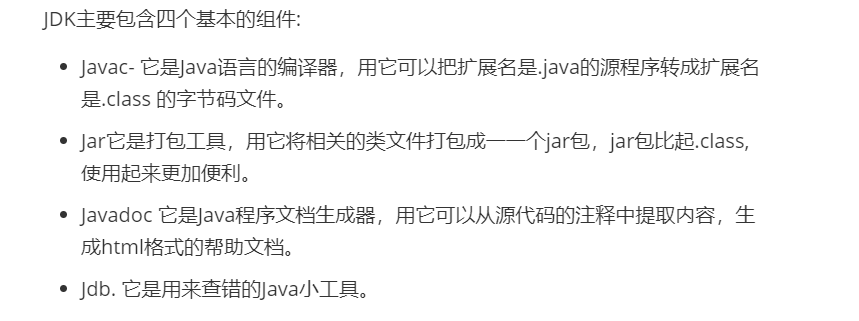 JDK主要包含四个基本的组件:
Javac- 它是Java语言的编译器，用它可以把扩展名是.java的源程序转成扩展名
是.class 的字节码文件。
Jar它是打包工具，用它将相关的类文件打包成一一个jar包，jar包比起.class,
使用起来更加便利。
Javadoc 它是Java程序文档生成器，用它可以从源代码的注释中提取内容，生
成html格式的帮助文档。
Jdb. 它是用来查错的Java小工具。